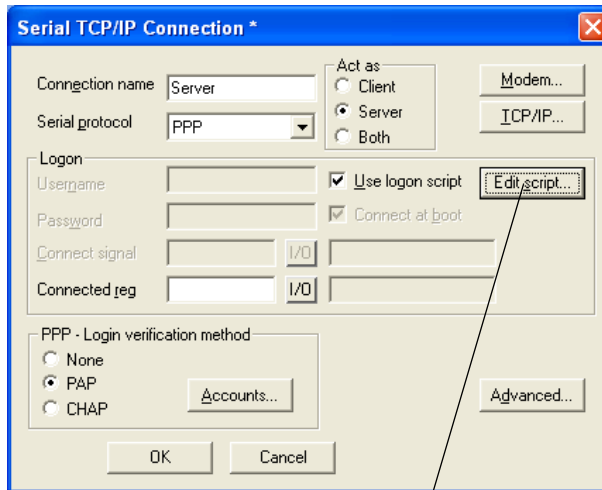 Serial TCP/IP Connection *
Connection name
Server
Serial protocol
PPP
Act as
Client
Server
Both
Modem...
TCP/IP...
Logon
Username
Use logon script
Edit script...
Password
Connect at boot
Connect signal
I/O
Connected reg
I/O
PPP - Login verification method
None
PAP
CHAP
Accounts...
Advanced...
OK
Cancel